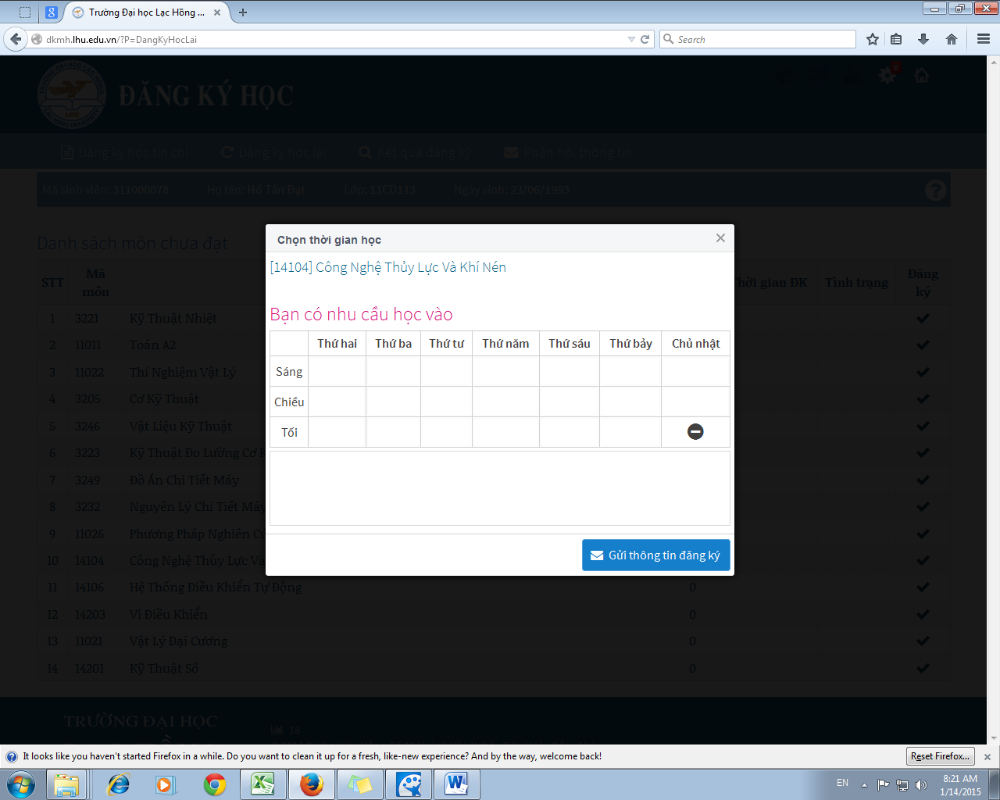 Trường Đại học Lạc Hồng ...
dkmh.lhu.edu.vn/?P=DangKyHocLai
Search
ĐĂNG KÝ HỌC
Đăng ký học tín chỉ Đăng ký học lại Kết quả đăng ký Phản hồi thông tin
Mã sinh viên: 311000078 Họ tên: Hồ Tấn Đạt Lớp: 11CD113 Ngày sinh: 23/06/1993
Danh sách môn chưa đạt
STT Mã môn Thời gian ĐK Tình trạng Đăng ký
Chọn thời gian học
[14104] Công Nghệ Thủy Lực Và Khí Nén
Bạn có nhu cầu học vào
Thứ hai Thứ ba Thứ tư Thứ năm Thứ sáu Thứ bảy Chủ nhật
Sáng
Chiều
Tối
Gửi thông tin đăng ký
1 3221 Kỹ Thuật Nhiệt
2 11011 Toán A2
3 11022 Thí Nghiệm Vật Lý
4 3205 Cơ Kỹ Thuật
5 3246 Vật Liệu Kỹ Thuật
6 3223 Kỹ Thuật Đo Lường Cơ
7 3249 Đồ Án Chi Tiết Máy
8 3232 Nguyên Lý Chi Tiết Máy
9 11026 Phương Pháp Nghiên
10 14104 Công Nghệ Thủy Lực
11 14106 Hệ Thống Điều Khiển Tự Động 0
12 14203 Vi Điều Khiển 0
13 11021 Vật Lý Đại Cương 0
14 14201 Kỹ Thuật Số 0
TRƯỜNG ĐẠI HỌC
It looks like you haven't started Firefox in a while. Do you want to clean it up for a fresh, like-new experience? And by the way, welcome back!
Reset Firefox...
EN
8:21 AM
1/14/2015